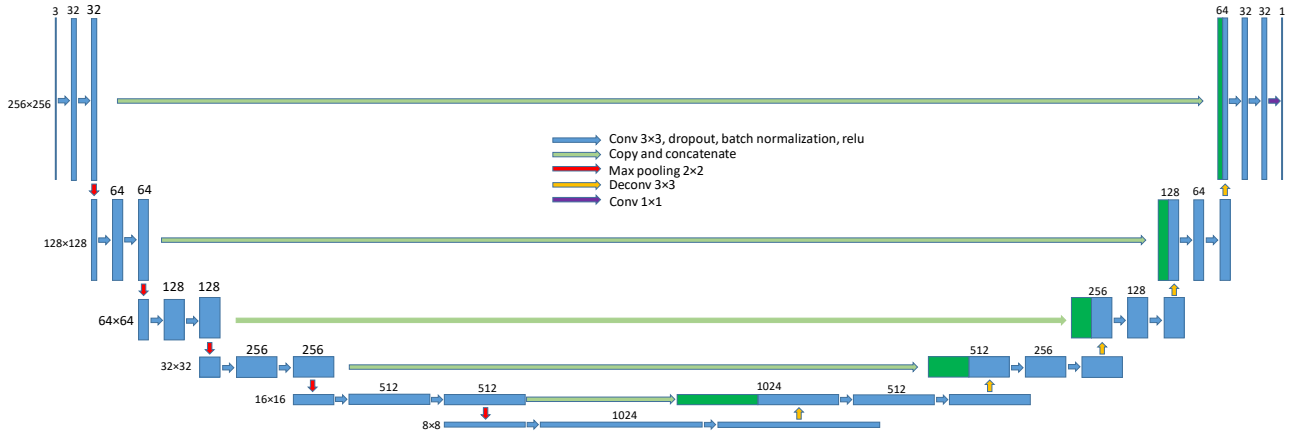 3 32 32
64 32 32 1
256×256
Conv 3×3, dropout, batch normalization, relu
Copy and concatenate
Max pooling 2×2
Deconv 3×3
Conv 1×1
64 64
128 64
128×128
128 128
256 128
64×64
256 256
512 256
32×32
512 512
1024 512
16×16
1024
8×8